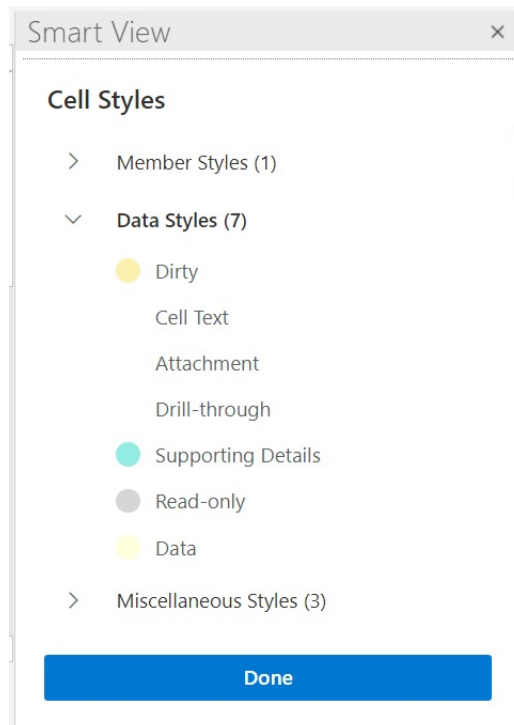 Smart View
Cell Styles
Member Styles (1)
Data Styles (7)
Dirty
Cell Text
Attachment
Drill-through
Supporting Details
Read-only
Data
Miscellaneous Styles (3)
Done